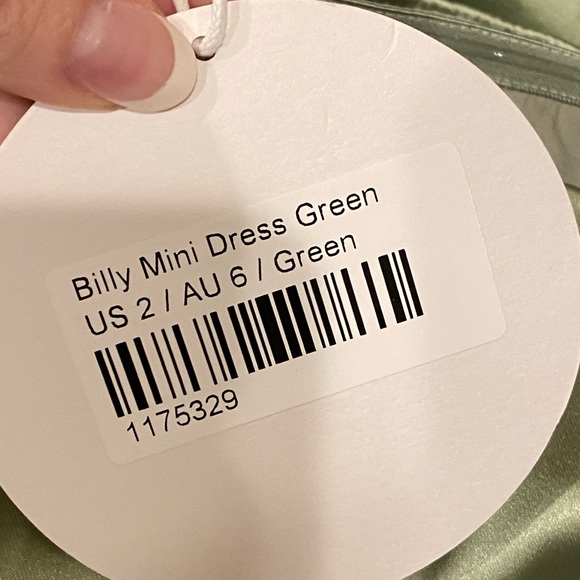 Billy Mini Dress Green
US 2 / AU 6 / Green
1175329